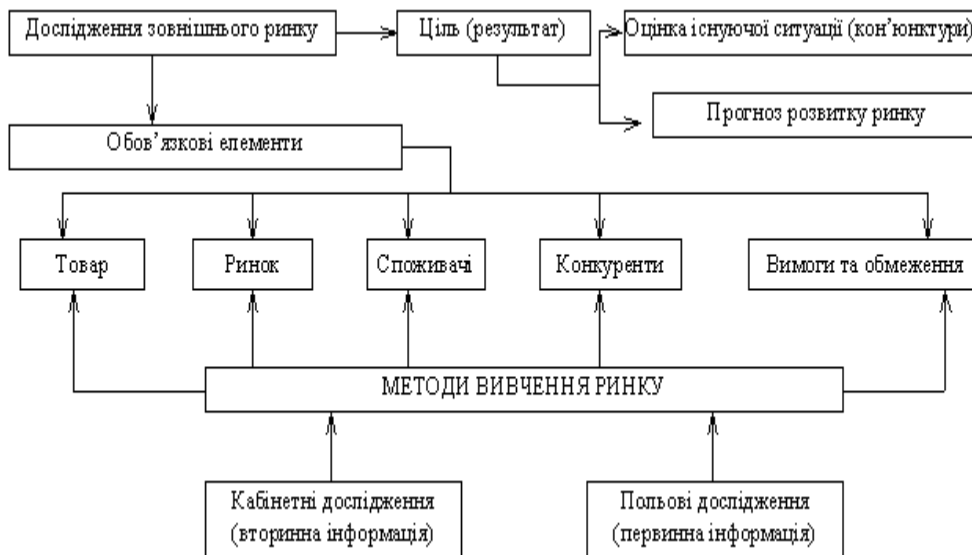 Дослідження зовнішнього ринку
Ціль (результат)
Оцінка існуючої ситуації (кон’юнктури)
Прогноз розвитку ринку
Обов’язкові елементи
Товар
Ринок
Споживачі
Конкуренти
Вимоги та обмеження
МЕТОДИ ВИВЧЕННЯ РИНКУ
Кабінетні дослідження
(вторинна інформація)
Польові дослідження
(первинна інформація)